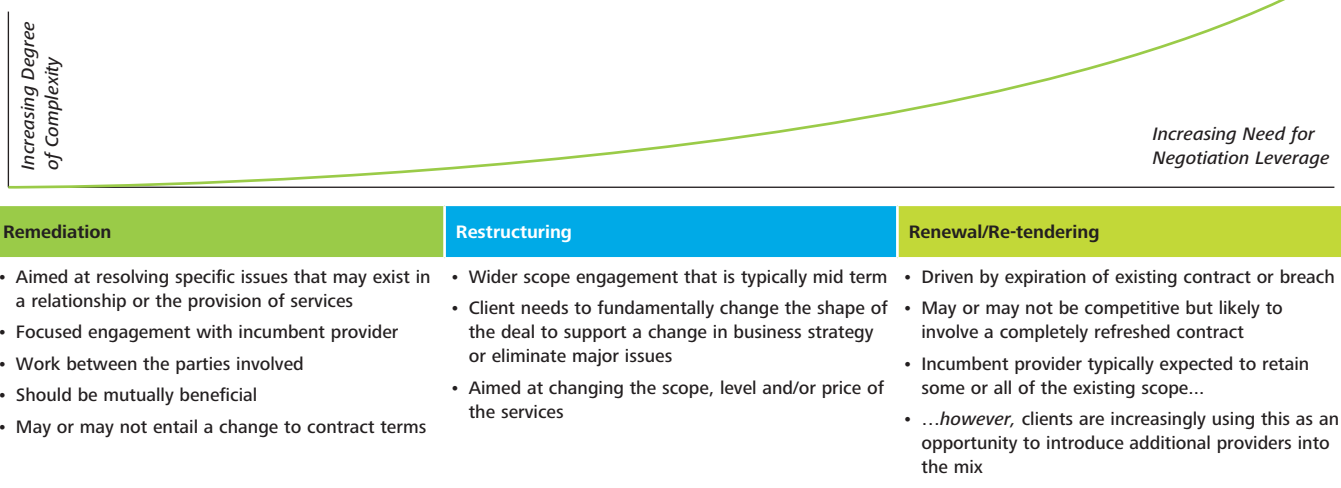 Increasing Degree
of Complexity
Increasing Need for
Negotiation Leverage
Remediation
• Aimed at resolving specific issues that may exist in
a relationship or the provision of services
• Focused engagement with incumbent provider
• Work between the parties involved
• Should be mutually beneficial
• May or may not entail a change to contract terms
Restructuring
• Wider scope engagement that is typically mid term
• Client needs to fundamentally change the shape of
the deal to support a change in business strategy
or eliminate major issues
• Aimed at changing the scope, level and/or price of
the services
Renewal/Re-tendering
• Driven by expiration of existing contract or breach
• May or may not be competitive but likely to
involve a completely refreshed contract
• Incumbent provider typically expected to retain
some or all of the existing scope...
• ...however, clients are increasingly using this as an
opportunity to introduce additional providers into
the mix